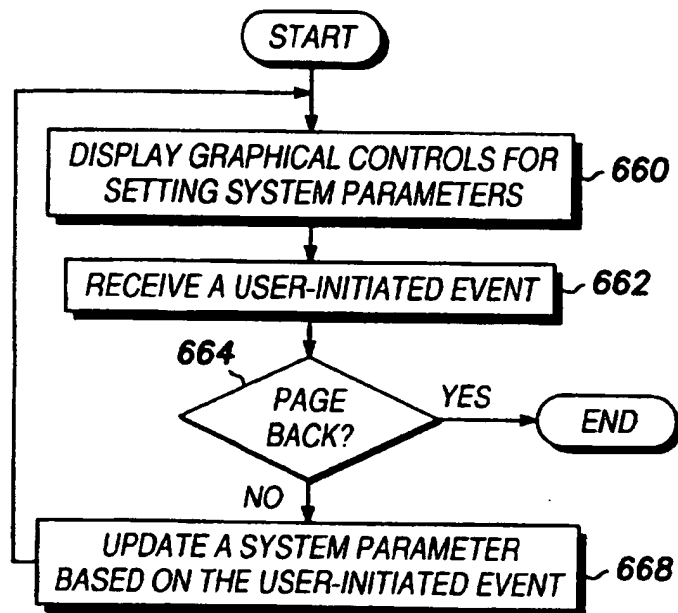 START
DISPLAY GRAPHICAL CONTROLS FOR
SETTING SYSTEM PARAMETERS
660
RECEIVE A USER-INITIATED EVENT
662
664
PAGE
BACK?
YES
END
NO
UPDATE A SYSTEM PARAMETER
BASED ON THE USER-INITIATED EVENT
668